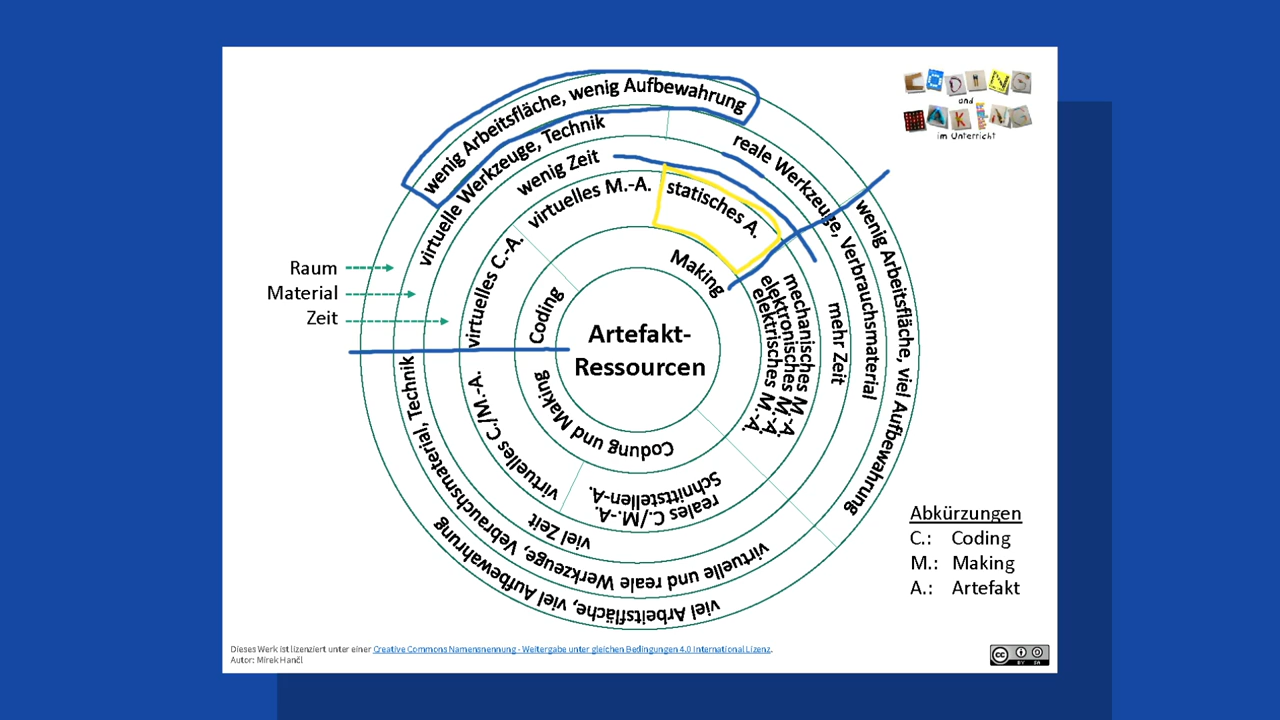 CODING
and
MAKING
im Unterricht
wenig Arbeitsfläche, wenig Aufbewahrung
virtuelle Werkzeuge, Technik
reale Werkzeuge, Verbrauchsmaterial
wenig Zeit
virtuelles M.-A.
statisches A.
wenig Arbeitsfläche, viel Aufbewahrung
virtuelles C.-A.
Making
Coding
Raum
Material
Zeit
mechanisches M.-A.
elektronisches M.-A.
elektrisches M.-A.
mehr Zeit
Artefakt-
Ressourcen
Coding und Making
virtuelles C./M.-A.
Schnittstellen-A.
reales C./M.-A.
viel Zeit
virtuelle und reale Werkzeuge, Vebrauchsmaterial, Technik
viel Arbeitsfläche, viel Aufbewahrung
Abkürzungen
C.: Coding
M.: Making
A.: Artefakt
Dieses Werk ist lizenziert unter einer Creative Commons Namensnennung - Weitergabe unter gleichen Bedingungen 4.0 International Lizenz.
Autor: Mirek Hančl
cc
BY SA